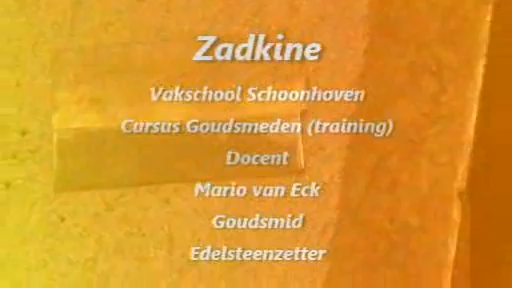 Zadkine
Vakschool Schoonhoven
Cursus Goudsmeden (training)
Docent
Mario van Eck
Goudsmid
Edelsteenzetter